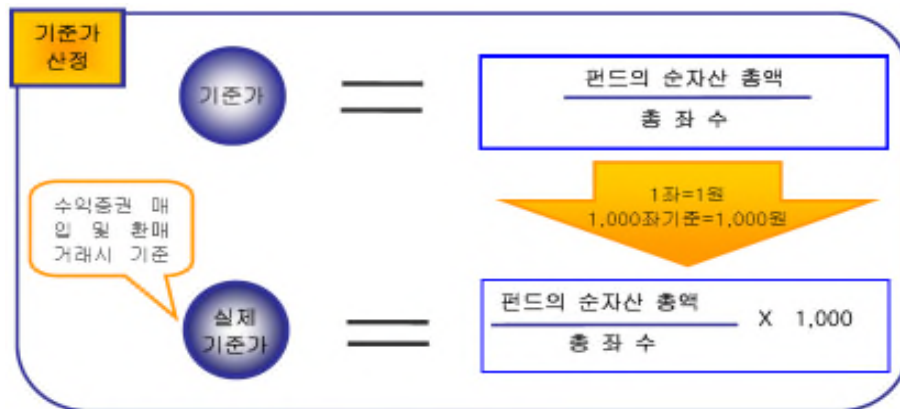 기준가
산정
기준가
펀드의 순자산 총액
총 좌 수
1좌=1원
1,000좌기준=1,000원
수익증권 매
입 및 환매
거래시 기준
실제
기준가
펀드의 순자산 총액
총 좌 수
X 1,000